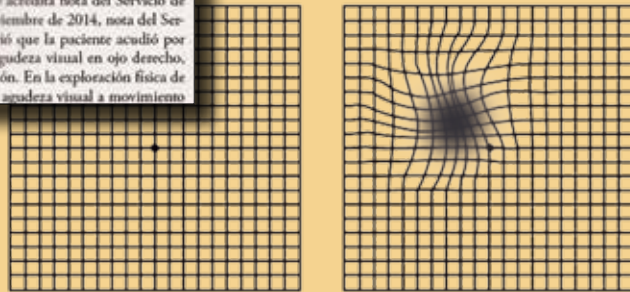 acredita nota del Servicio de
iembre de 2014, nota del Ser-
ió que la paciente acudió por
gudeza visual en ojo derecho,
ón. En la exploración física de
agudeza visual a movimiento